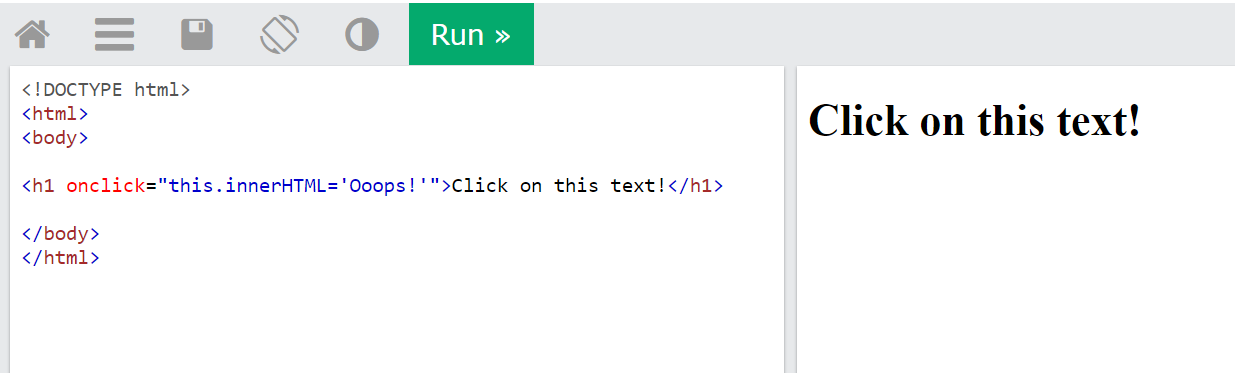 Run »
<!DOCTYPE html>
<html>
<body>
<h1 onclick="this.innerHTML='Ooops!'">Click on this text!</h1>
</body>
</html>
Click on this text!